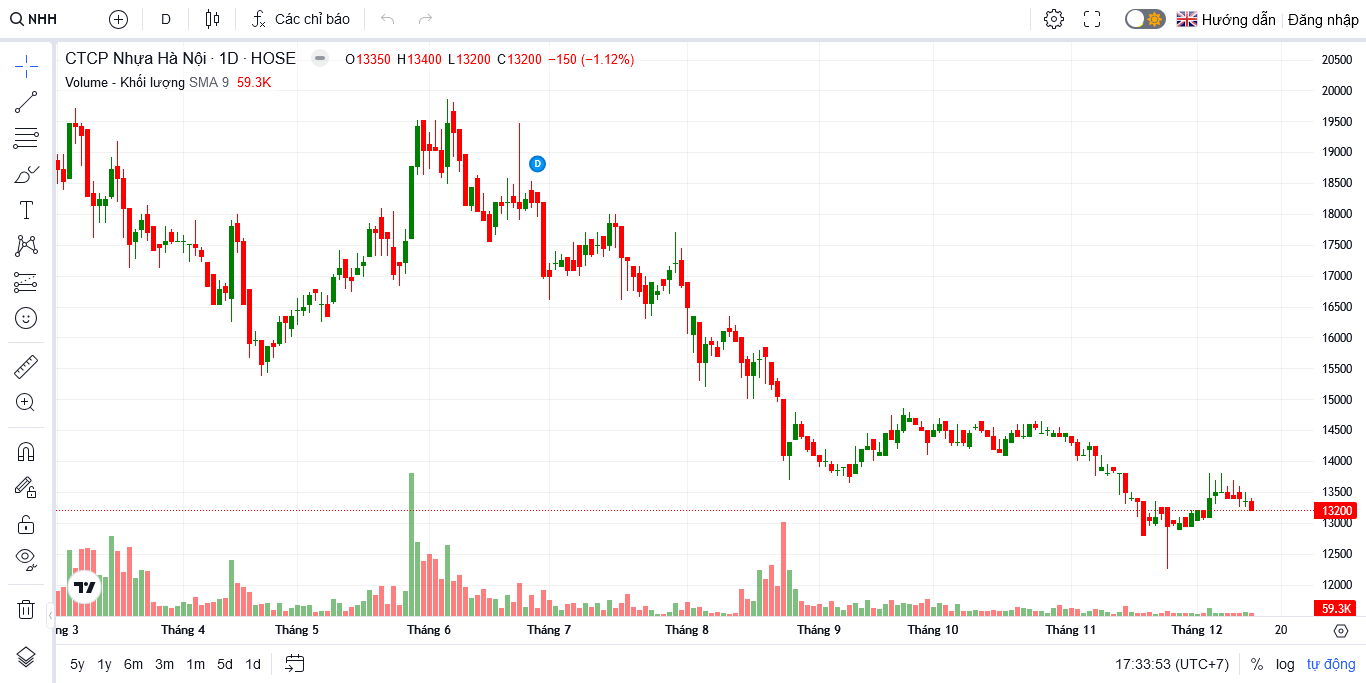 NHH D Các chỉ báo Hướng dẫn Đăng nhập
CTCP Nhựa Hà Nội · 1D · HOSE O13350 H13400 L13200 C13200 −150 (−1.12%)
Volume - Khối lượng SMA 9 59.3K
D
20500
20000
19500
19000
18500
18000
17500
17000
16500
16000
15500
15000
14500
14000
13500
13200
13000
12500
12000
59.3K
ng 3 Tháng 4 Tháng 5 Tháng 6 Tháng 7 Tháng 8 Tháng 9 Tháng 10 Tháng 11 Tháng 12 20
5y 1y 6m 3m 1m 5d 1d 17:33:53 (UTC+7) % log tự động